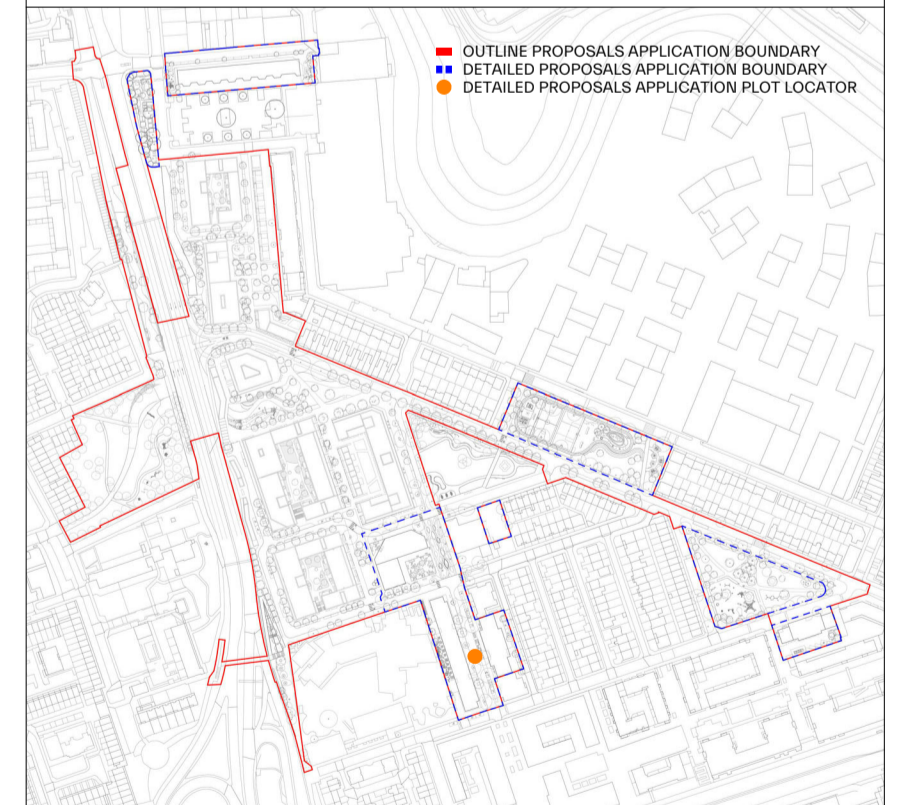 OUTLINE PROPOSALS APPLICATION BOUNDARY
DETAILED PROPOSALS APPLICATION BOUNDARY
DETAILED PROPOSALS APPLICATION PLOT LOCATOR